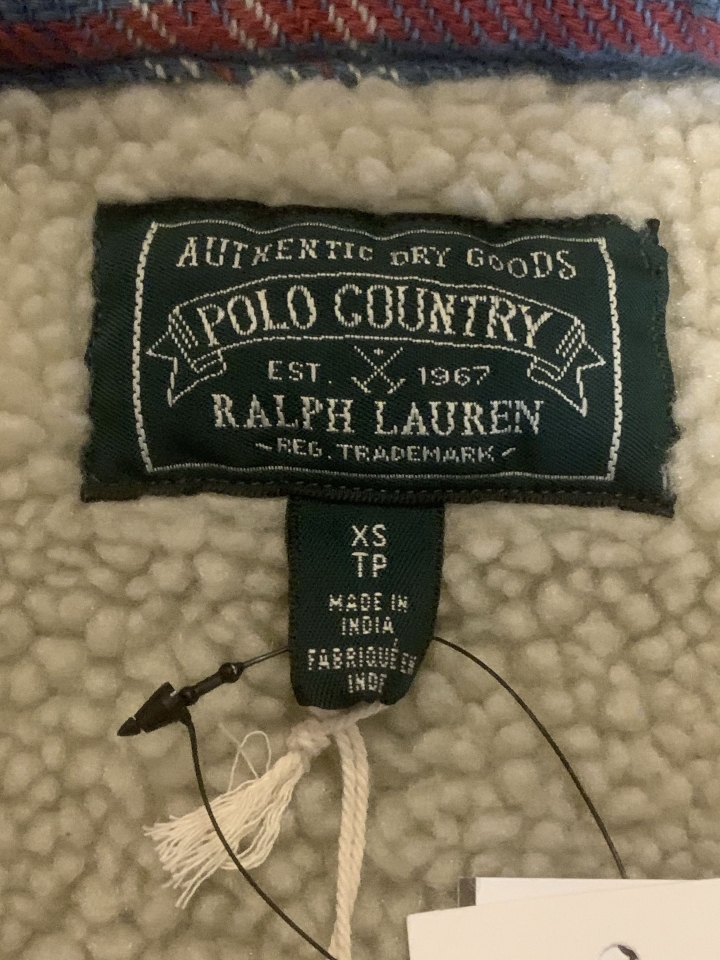 AUTHENTIC DRY GOODS
POLO COUNTRY
EST. 1967
RALPH LAUREN
~REG. TRADEMARK~
XS
TP
MADE IN
INDIA
FABRIQUÉ EN
INDE